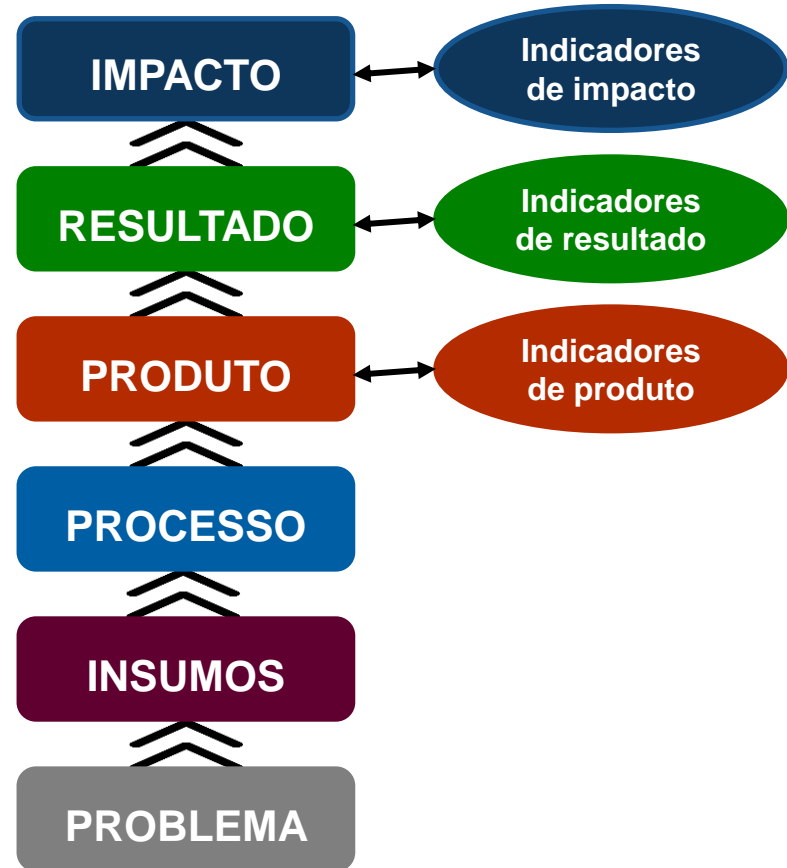 IMPACTO
Indicadores
de impacto
RESULTADO
Indicadores
de resultado
PRODUTO
Indicadores
de produto
PROCESSO
INSUMOS
PROBLEMA